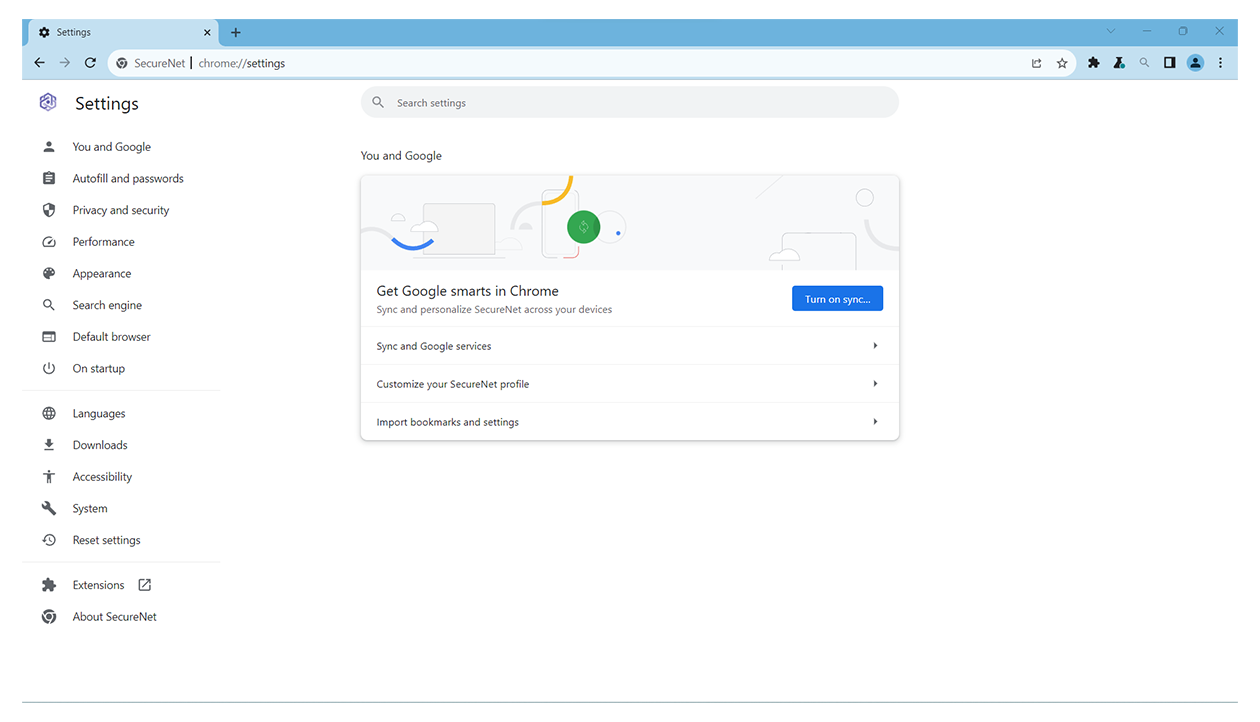 Settings
SecureNet chrome://settings
Settings
Search settings
You and Google
Autofill and passwords
Privacy and security
Performance
Appearance
Search engine
Default browser
On startup
Languages
Downloads
Accessibility
System
Reset settings
Extensions
About SecureNet
You and Google
Get Google smarts in Chrome
Sync and personalize SecureNet across your devices
Turn on sync...
Sync and Google services
Customize your SecureNet profile
Import bookmarks and settings